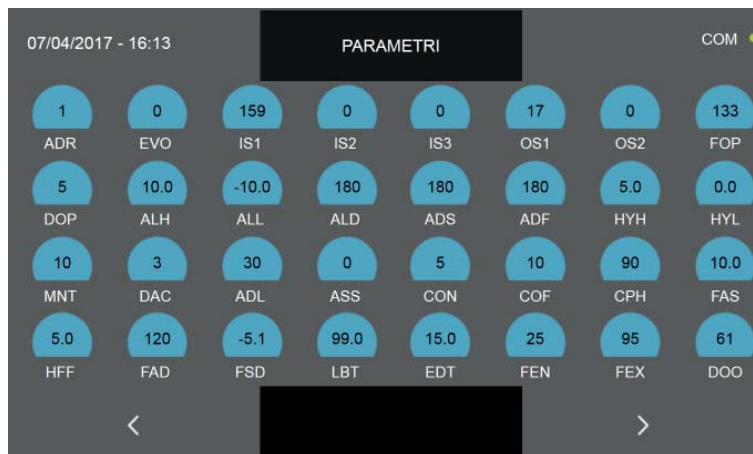 07/04/2017 - 16:13 PARAMETRI COM
1 0 159 0 0 17 0 133
ADR EVO IS1 IS2 IS3 OS1 OS2 FOP
5 10.0 -10.0 180 180 180 5.0 0.0
DOP ALH ALL ALD ADS ADF HYH HYL
10 3 30 0 5 10 90 10.0
MNT DAC ADL ASS CON COF CPH FAS
5.0 120 -5.1 99.0 15.0 25 95 61
HFF FAD FSD LBT EDT FEN FEX DOO
< >